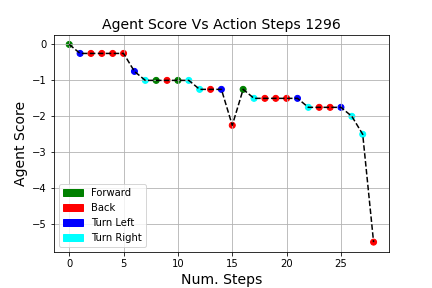 Agent Score Vs Action Steps 1296
Agent Score
0
−1
−2
−3
−4
−5
Forward
Back
Turn Left
Turn Right
0 5 10 15 20 25
Num. Steps